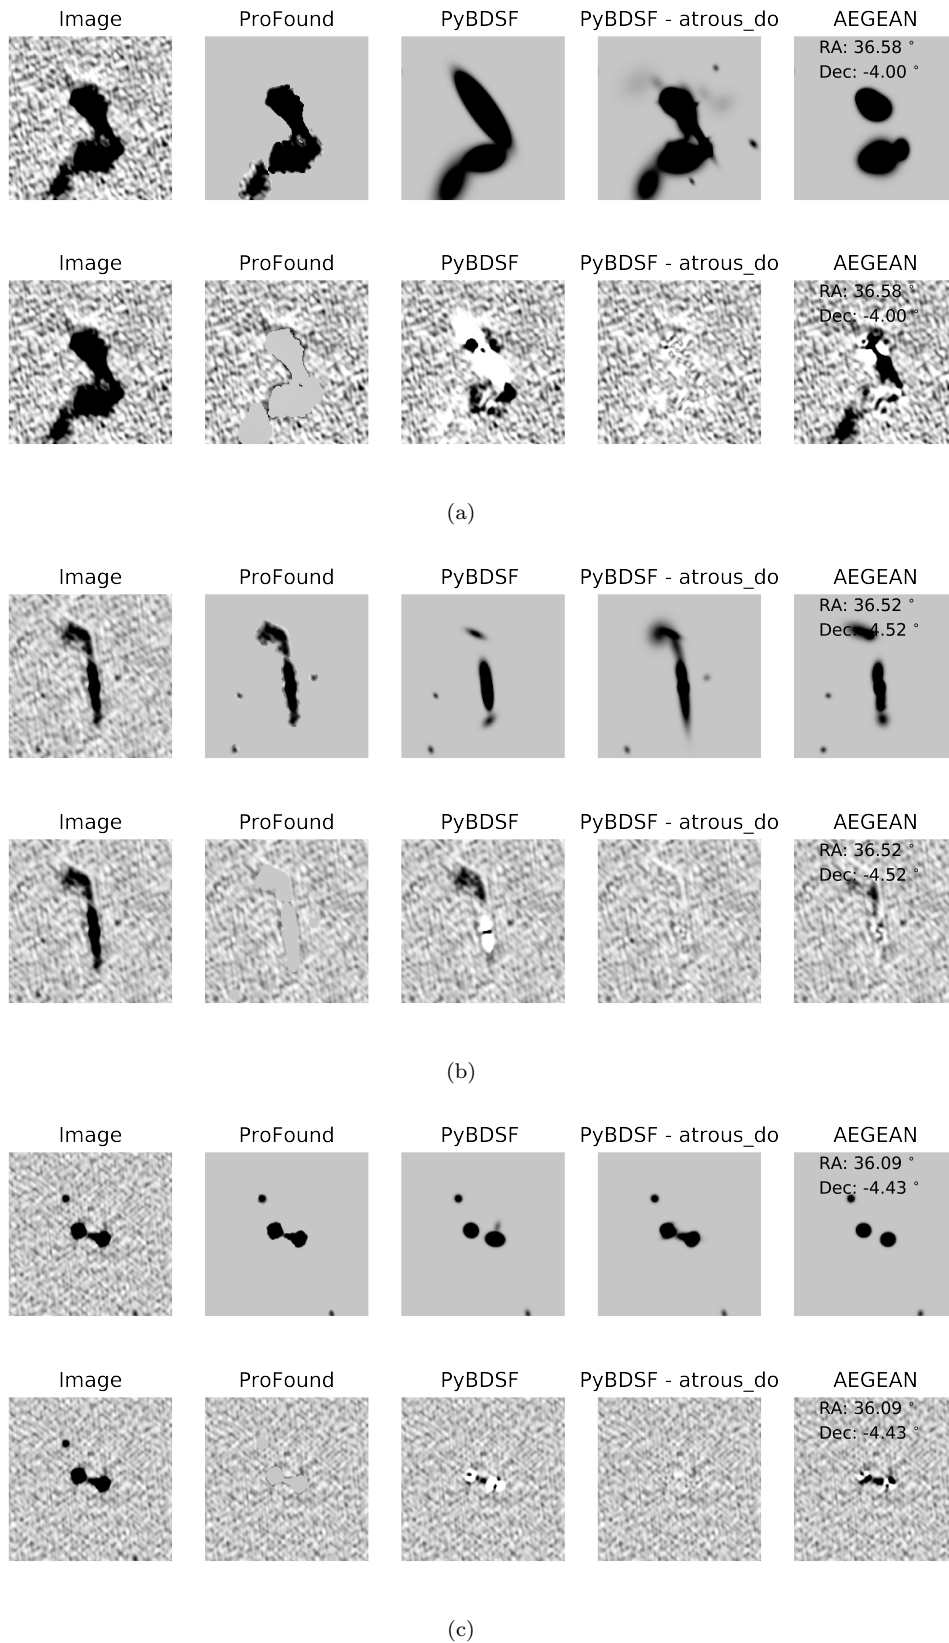 Image ProFound PyBDSF PyBDSF - atrous_do AEGEAN
RA: 36.58 °
Dec: -4.00 °
Image ProFound PyBDSF PyBDSF - atrous_do AEGEAN
RA: 36.58 °
Dec: -4.00 °
(a)
Image ProFound PyBDSF PyBDSF - atrous_do AEGEAN
RA: 36.52 °
Dec: -4.52 °
Image ProFound PyBDSF PyBDSF - atrous_do AEGEAN
RA: 36.52 °
Dec: -4.52 °
(b)
Image ProFound PyBDSF PyBDSF - atrous_do AEGEAN
RA: 36.09 °
Dec: -4.43 °
Image ProFound PyBDSF PyBDSF - atrous_do AEGEAN
RA: 36.09 °
Dec: -4.43 °
(c)